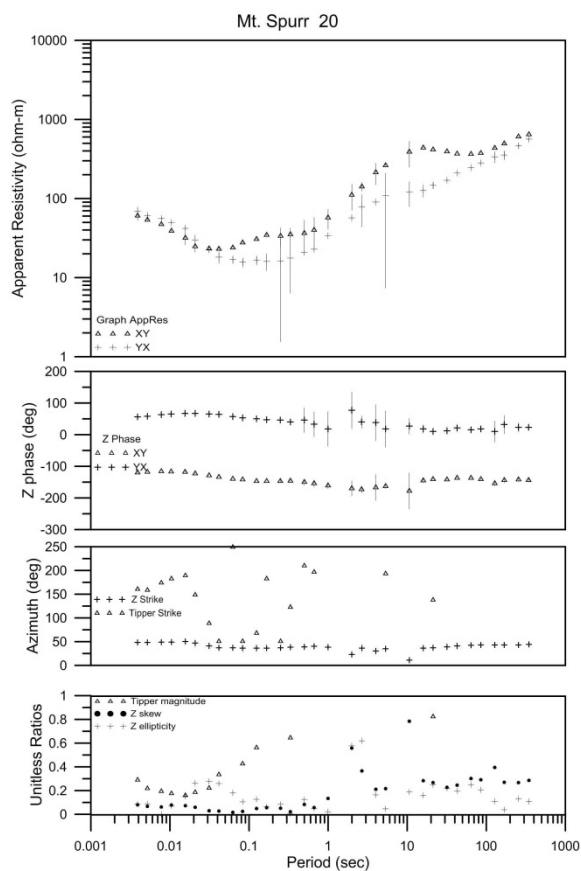 Mt. Spurr 20
10000
1000
100
10
1
Apparent Resistivity (ohm-m)
Graph AppRes
XY
YX
200
100
0
-100
-200
-300
Z phase (deg)
Z Phase
XY
YX
250
200
150
100
50
0
Azimuth (deg)
Z Strike
Tipper Strike
1
0.8
0.6
0.4
0.2
0
Unitless Ratios
Tipper magnitude
Z skew
Z ellipticity
0.001 0.01 0.1 1 10 100 1000
Period (sec)